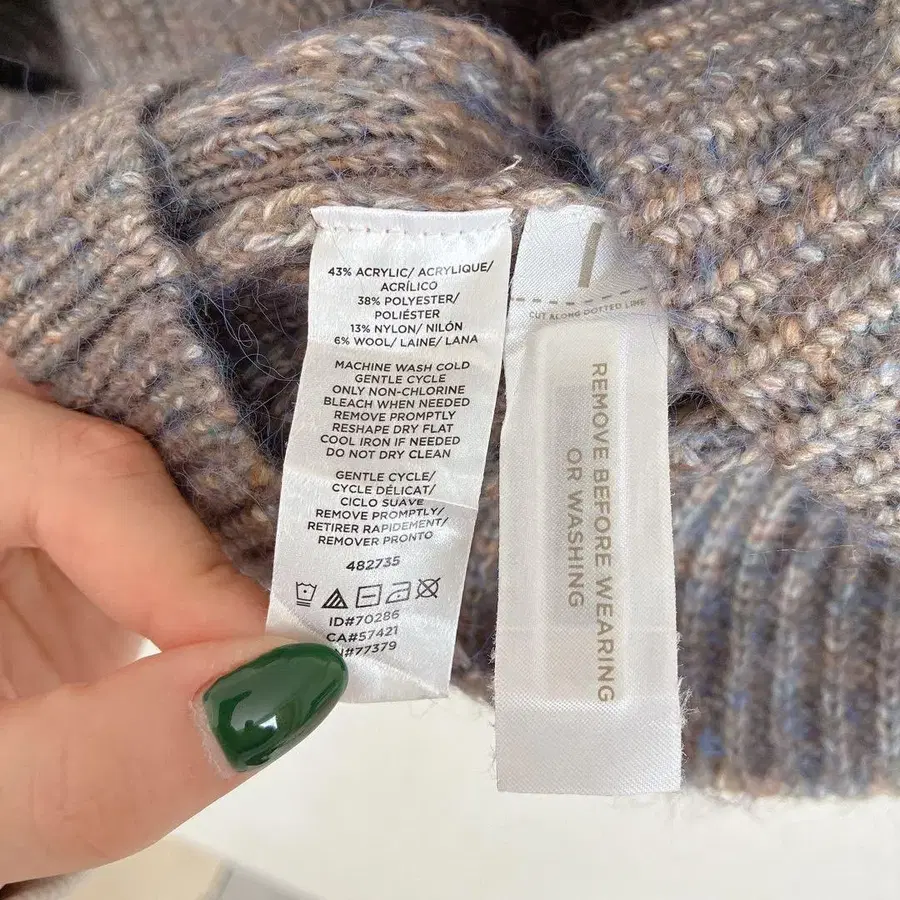 43% ACRYLIC/ ACRYLIQUE/
ACRÍLICO
38% POLYESTER/
POLIÉSTER
13% NYLON/ NILÓN
6% WOOL/ LAINE/ LANA
MACHINE WASH COLD
GENTLE CYCLE
ONLY NON-CHLORINE
BLEACH WHEN NEEDED
REMOVE PROMPTLY
RESHAPE DRY FLAT
COOL IRON IF NEEDED
DO NOT DRY CLEAN
GENTLE CYCLE/
CYCLE DÉLICAT/
CICLO SUAVE
REMOVE PROMPTLY/
RETIRER RAPIDEMENT/
REMOVER PRONTO
482735
ID#70286
CA#57421
N#77379
CUT ALONG DOTTED LINE
REMOVE BEFORE WEARING
OR WASHING